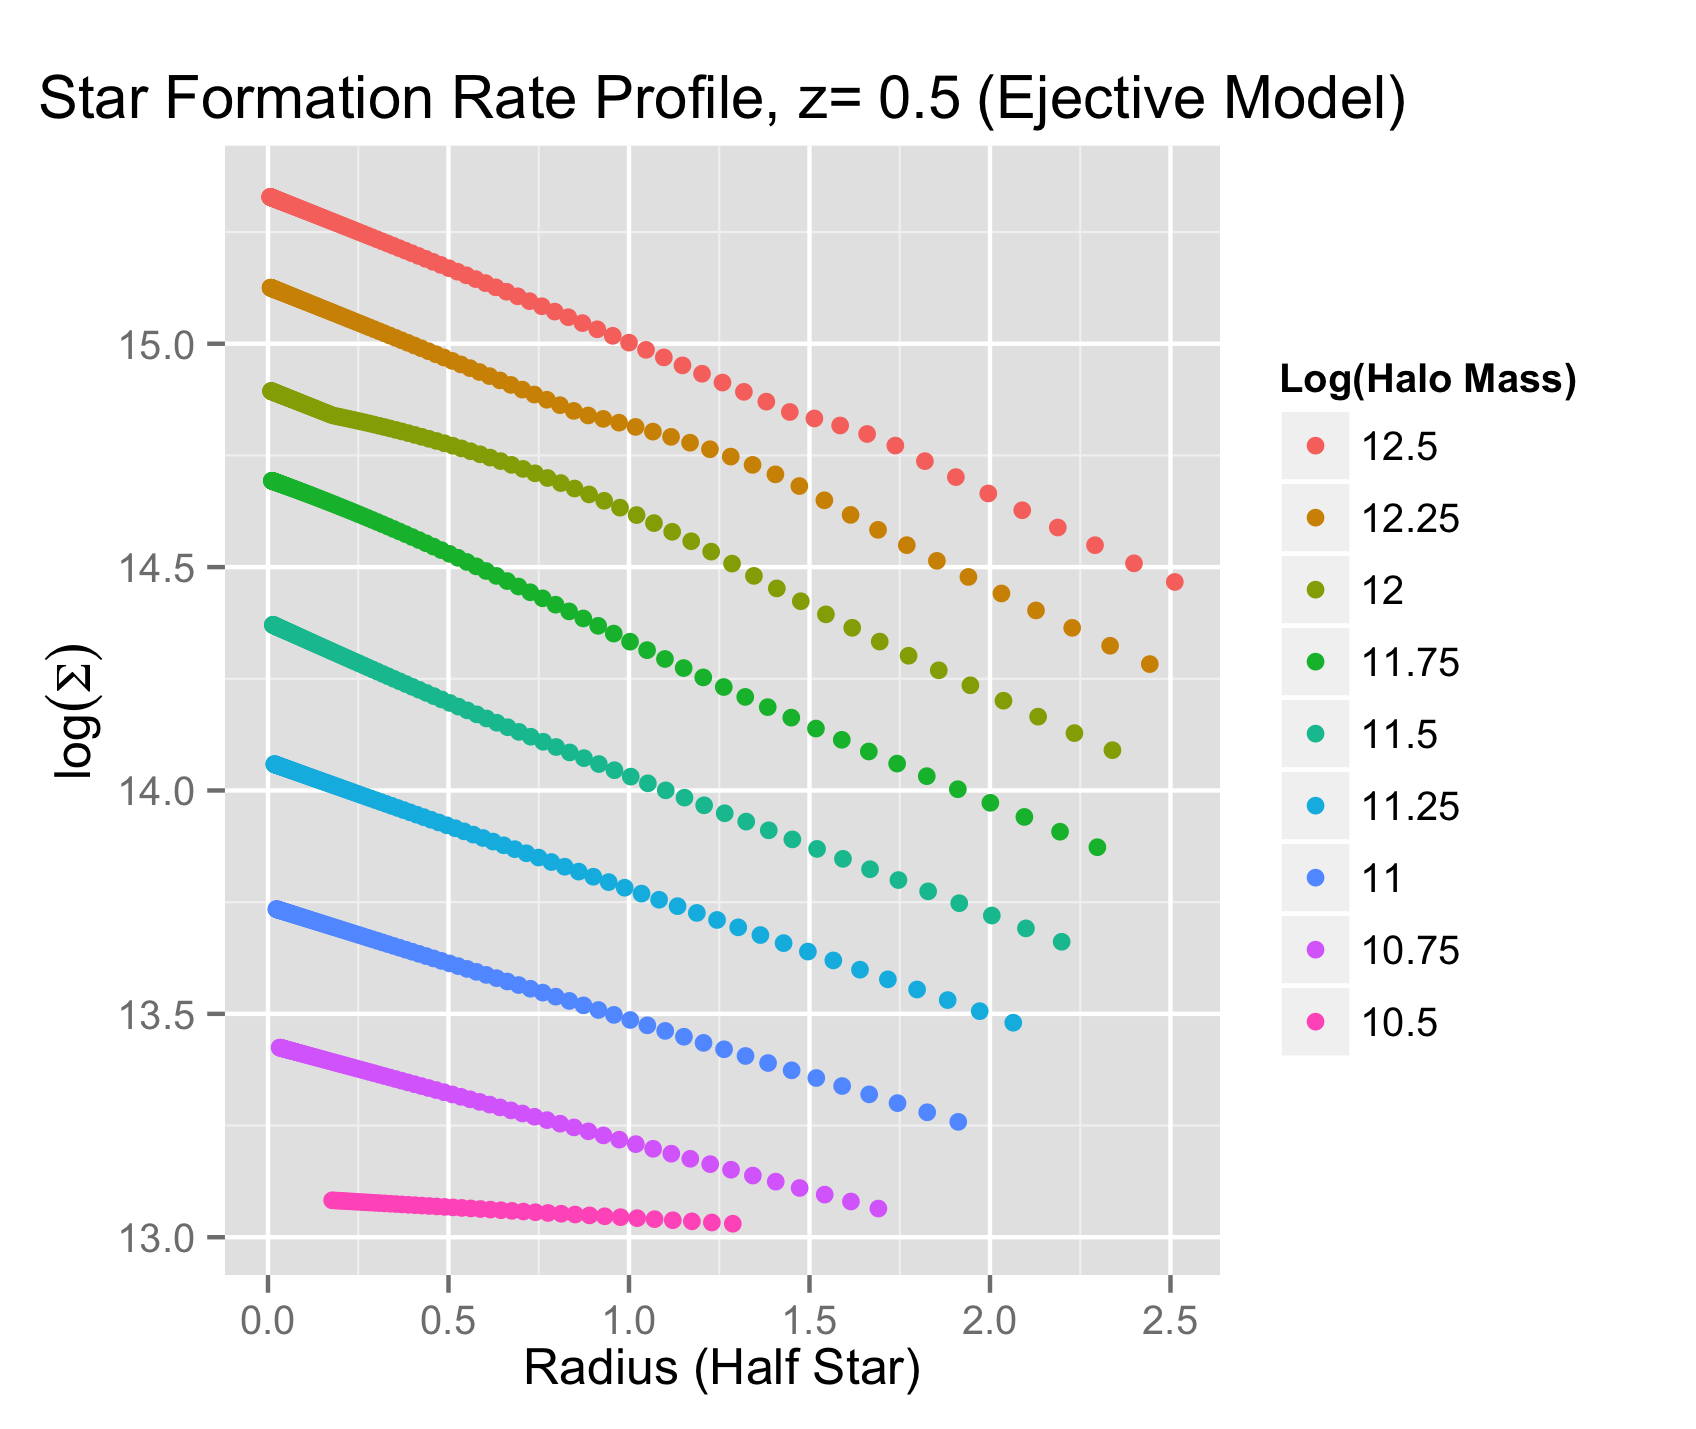 Star Formation Rate Profile, z= 0.5 (Ejective Model)
log(Σ)
15.0
14.5
14.0
13.5
13.0
0.0 0.5 1.0 1.5 2.0 2.5
Radius (Half Star)
Log(Halo Mass)
12.5
12.25
12
11.75
11.5
11.25
11
10.75
10.5